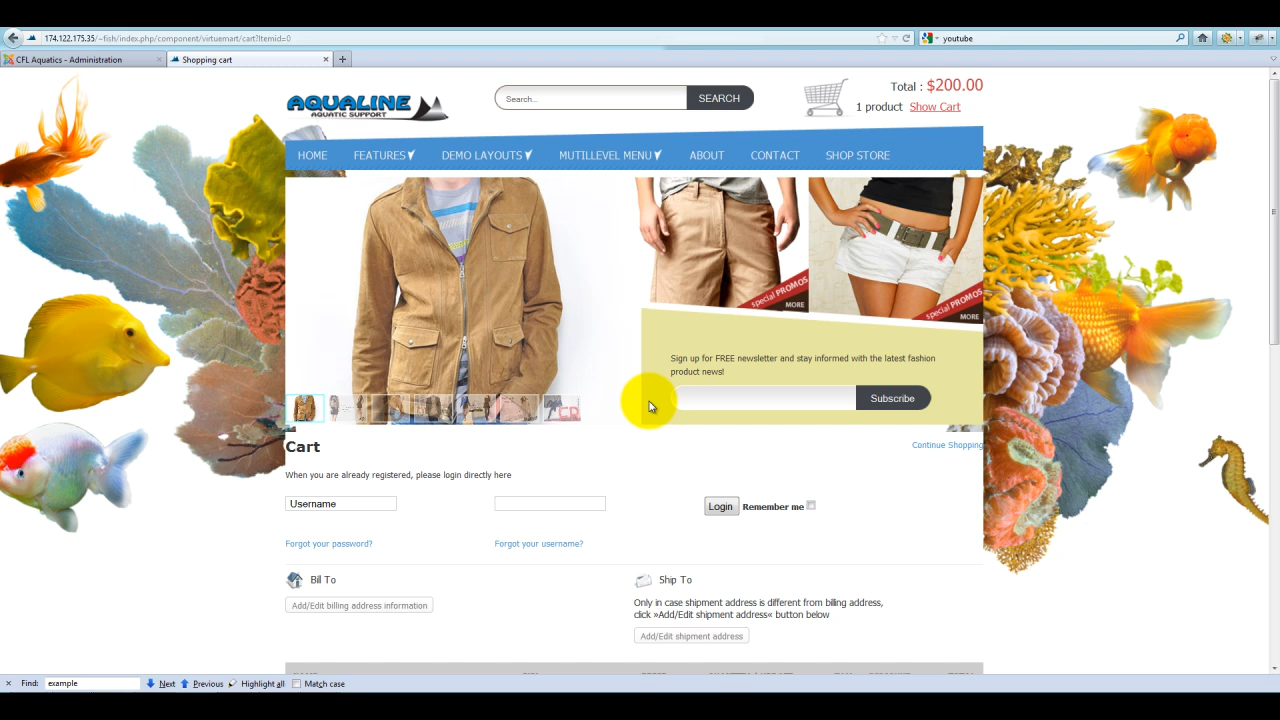 174.122.175.35/~fish/index.php/component/virtuemart/cart?Itemid=0
youtube
CFL Aquatics - Administration
Shopping cart
AQUALINE
AQUATIC SUPPORT
Search...
SEARCH
Total : $200.00
1 product Show Cart
HOME FEATURES DEMO LAYOUTS MUTILLEVEL MENU ABOUT CONTACT SHOP STORE
special PROMOS
MORE
special PROMOS
MORE
Sign up for FREE newsletter and stay informed with the latest fashion
product news!
Subscribe
Cart
Continue Shopping
When you are already registered, please login directly here
Username
Login Remember me
Forgot your password? Forgot your username?
Bill To
Add/Edit billing address information
Ship To
Only in case shipment address is different from billing address,
click »Add/Edit shipment address« button below
Add/Edit shipment address
Find: example Next Previous Highlight all Match case